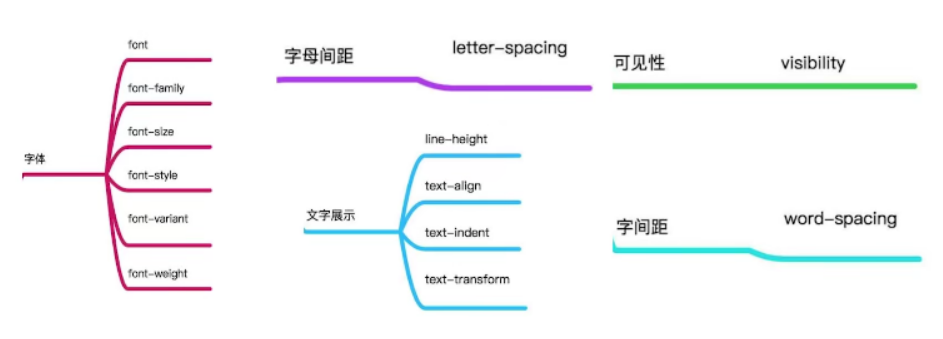 字体
font
font-family
font-size
font-style
font-variant
font-weight
字母间距
letter-spacing
文字展示
line-height
text-align
text-indent
text-transform
可见性
visibility
字间距
word-spacing